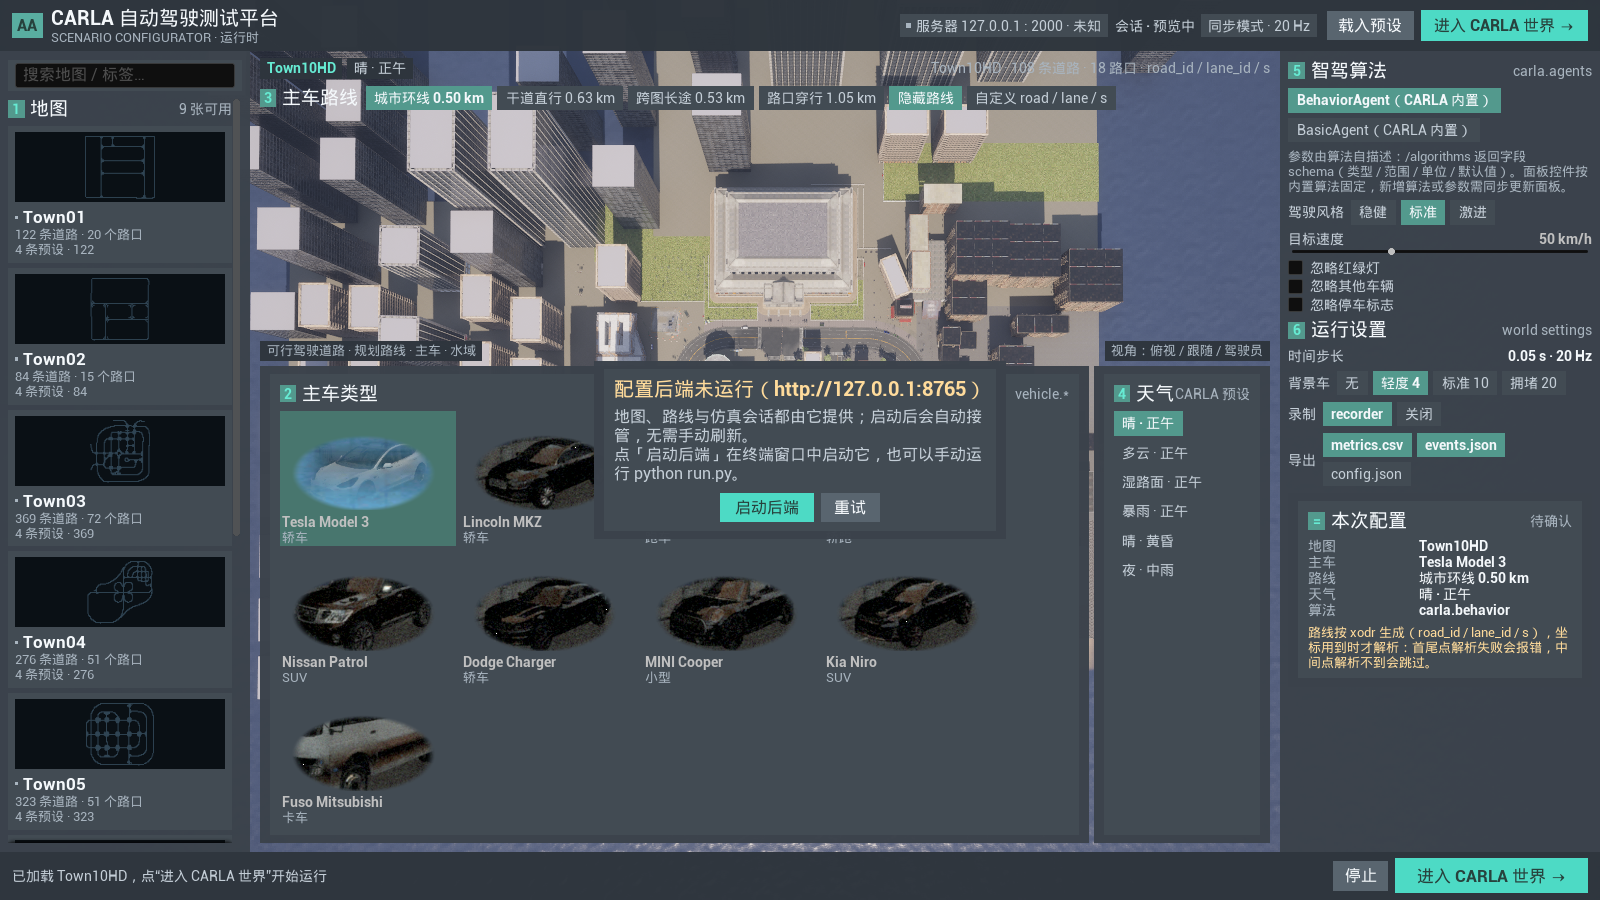 AA
CARLA 自动驾驶测试平台
SCENARIO CONFIGURATOR · 运行时
服务器 127.0.0.1 : 2000 · 未知
会话 · 预览中
同步模式 · 20 Hz
载入预设
进入 CARLA 世界 →
搜索地图 / 标签...
1 地图
9 张可用
Town01
122 条道路 · 20 个路口
4 条预设 · 122
Town02
84 条道路 · 15 个路口
4 条预设 · 84
Town03
369 条道路 · 72 个路口
4 条预设 · 369
Town04
276 条道路 · 51 个路口
4 条预设 · 276
Town05
323 条道路 · 51 个路口
4 条预设 · 323
Town10HD
晴 · 正午
Town10HD · 108 条道路 · 18 路口 · road_id / lane_id / s
3 主车路线
城市环线 0.50 km
干道直行 0.63 km
跨图长途 0.53 km
路口穿行 1.05 km
隐藏路线
自定义 road / lane / s
可行驾驶道路 · 规划路线 · 主车 · 水域
视角：俯视 / 跟随 / 驾驶员
2 主车类型
vehicle.*
Tesla Model 3
轿车
Lincoln MKZ
轿车
跑车
轿跑
Nissan Patrol
SUV
Dodge Charger
轿车
MINI Cooper
小型
Kia Niro
SUV
Fuso Mitsubishi
卡车
配置后端未运行（http://127.0.0.1:8765）
地图、路线与仿真会话都由它提供；启动后会自动接
管，无需手动刷新。
点「启动后端」在终端窗口中启动它，也可以手动运
行 python run.py。
启动后端
重试
4 天气
CARLA 预设
晴 · 正午
多云 · 正午
湿路面 · 正午
暴雨 · 正午
晴 · 黄昏
夜 · 中雨
5 智驾算法
carla.agents
BehaviorAgent（CARLA 内置）
BasicAgent（CARLA 内置）
参数由算法自描述：/algorithms 返回字段
schema（类型 / 范围 / 单位 / 默认值）。面板控件按
内置算法固定，新增算法或参数需同步更新面板。
驾驶风格
稳健
标准
激进
目标速度
50 km/h
忽略红绿灯
忽略其他车辆
忽略停车标志
6 运行设置
world settings
时间步长
0.05 s · 20 Hz
背景车
无
轻度 4
标准 10
拥堵 20
录制
recorder
关闭
导出
metrics.csv
events.json
config.json
= 本次配置
待确认
地图 Town10HD
主车 Tesla Model 3
路线 城市环线 0.50 km
天气 晴 · 正午
算法 carla.behavior
路线按 xodr 生成（road_id / lane_id / s），坐
标用到时才解析：首尾点解析失败会报错，中
间点解析不到会跳过。
已加载 Town10HD，点“进入 CARLA 世界”开始运行
停止
进入 CARLA 世界 →